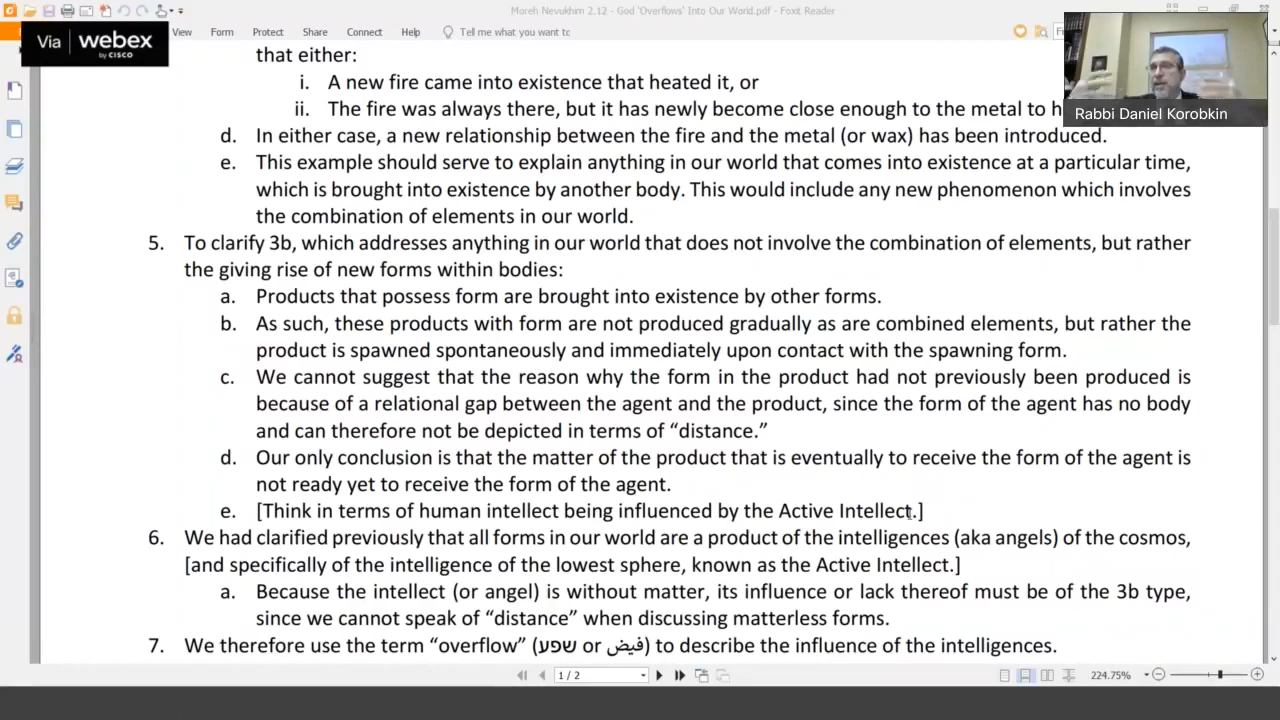 Moreh Nevukhim 2.12 - God 'Overflows' Into Our World.pdf - Foxit Reader
Via webex
by CISCO
View Form Protect Share Connect Help Tell me what you want to
Rabbi Daniel Korobkin
that either:
i. A new fire came into existence that heated it, or
ii. The fire was always there, but it has newly become close enough to the metal to
d. In either case, a new relationship between the fire and the metal (or wax) has been introduced.
e. This example should serve to explain anything in our world that comes into existence at a particular time,
which is brought into existence by another body. This would include any new phenomenon which involves
the combination of elements in our world.
5. To clarify 3b, which addresses anything in our world that does not involve the combination of elements, but rather
the giving rise of new forms within bodies:
a. Products that possess form are brought into existence by other forms.
b. As such, these products with form are not produced gradually as are combined elements, but rather the
product is spawned spontaneously and immediately upon contact with the spawning form.
c. We cannot suggest that the reason why the form in the product had not previously been produced is
because of a relational gap between the agent and the product, since the form of the agent has no body
and can therefore not be depicted in terms of “distance.”
d. Our only conclusion is that the matter of the product that is eventually to receive the form of the agent is
not ready yet to receive the form of the agent.
e. [Think in terms of human intellect being influenced by the Active Intellect.]
6. We had clarified previously that all forms in our world are a product of the intelligences (aka angels) of the cosmos,
[and specifically of the intelligence of the lowest sphere, known as the Active Intellect.]
a. Because the intellect (or angel) is without matter, its influence or lack thereof must be of the 3b type,
since we cannot speak of “distance” when discussing matterless forms.
7. We therefore use the term “overflow” (שפע or فيض) to describe the influence of the intelligences.
1 / 2 224.75%